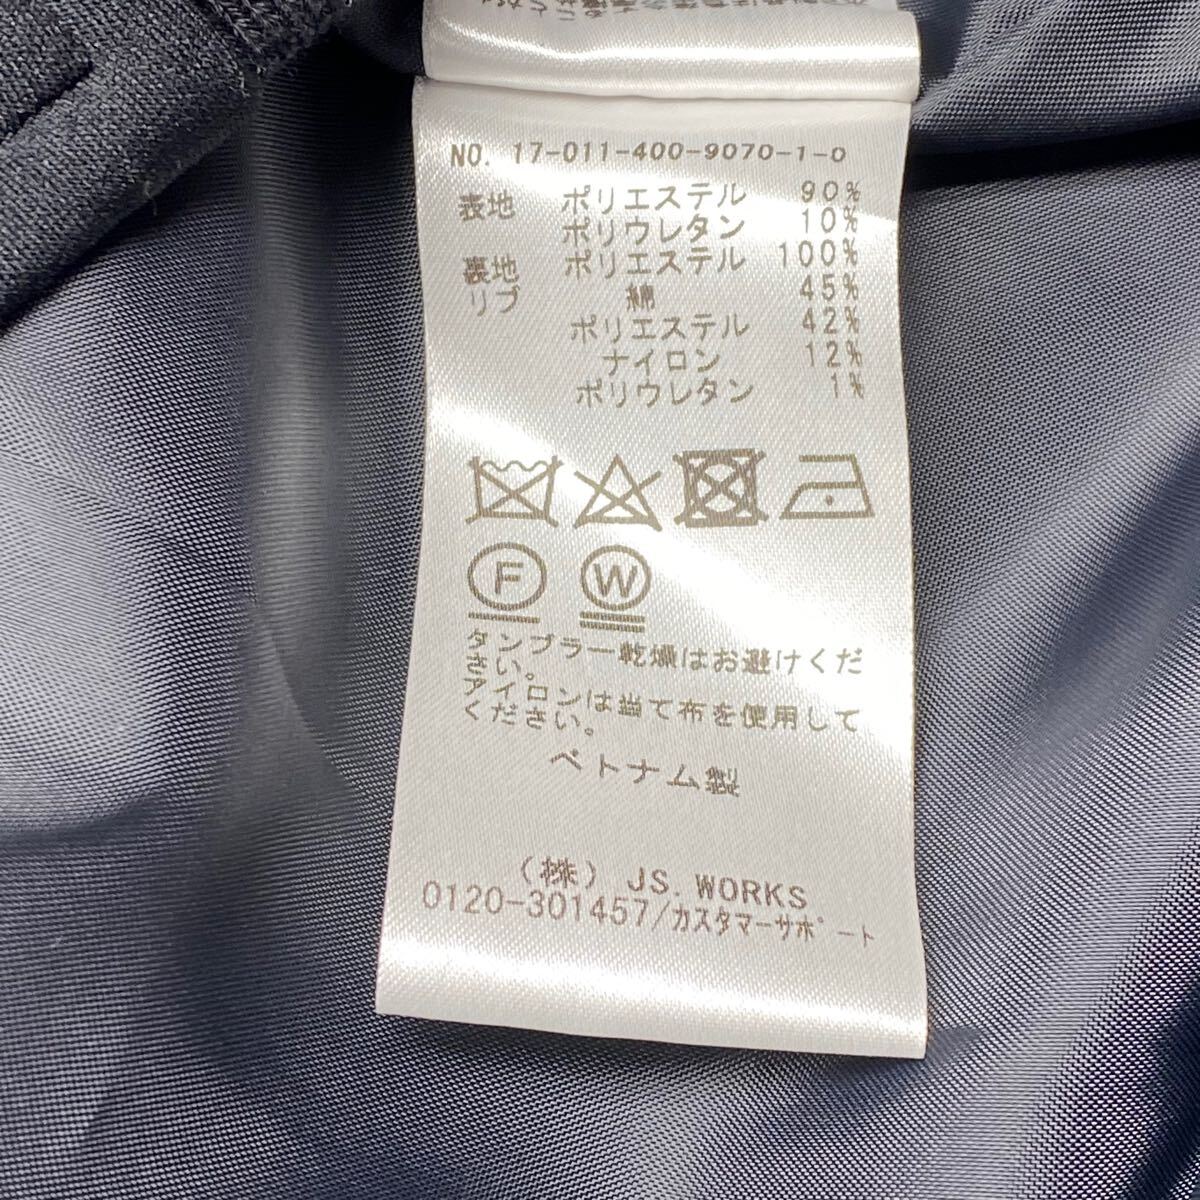 NO. 17-011-400-9070-1-0
表地 ポリエステル 90%
ポリウレタン 10%
裏地 ポリエステル 100%
リブ 綿 45%
ポリエステル 42%
ナイロン 12%
ポリウレタン 1%
F W
タンブラー乾燥はお避けくだ
さい。
アイロンは当て布を使用して
ください。
ベトナム製
(株) JS. WORKS
0120-301457/カスタマーサポート